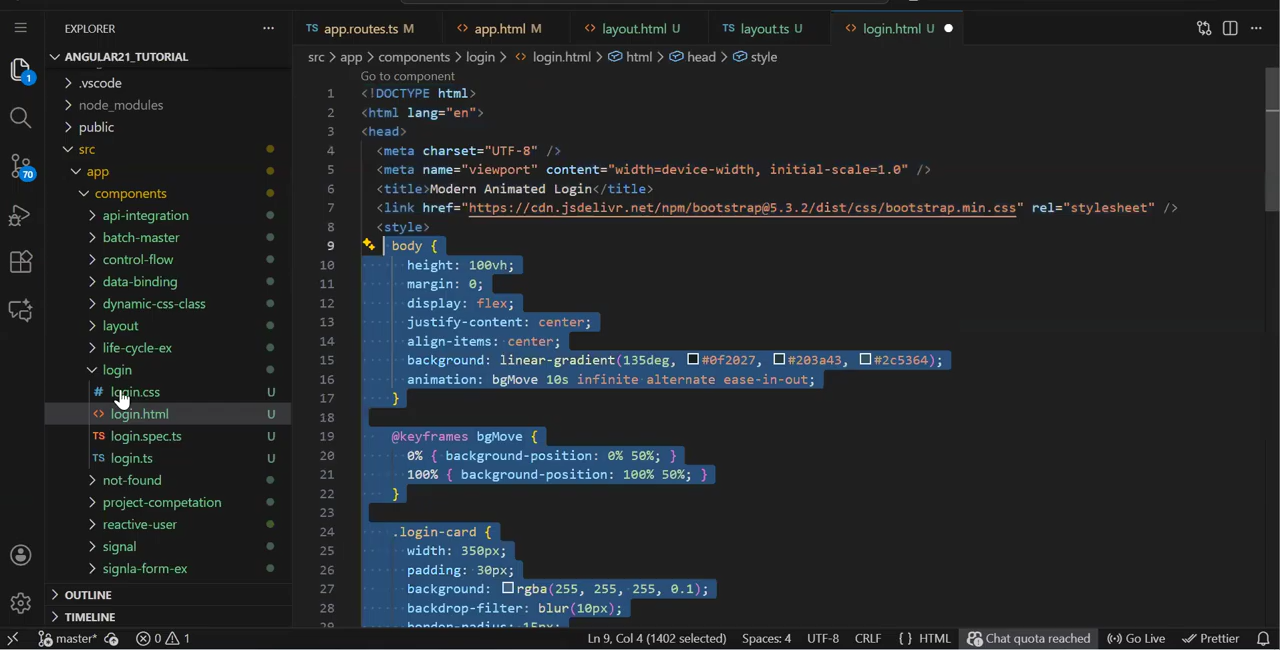 EXPLORER
ANGULAR21_TUTORIAL
.vscode
node_modules
public
src
app
components
api-integration
batch-master
control-flow
data-binding
dynamic-css-class
layout
life-cycle-ex
login
# login.css U
<> login.html U
TS login.spec.ts U
TS login.ts U
not-found
project-competation
reactive-user
signal
signla-form-ex
OUTLINE
TIMELINE
1
70
TS app.routes.ts M
<> app.html M
<> layout.html U
TS layout.ts U
<> login.html U
src > app > components > login > <> login.html > html > head > style
Go to component
1 <!DOCTYPE html>
2 <html lang="en">
3 <head>
4 <meta charset="UTF-8" />
5 <meta name="viewport" content="width=device-width, initial-scale=1.0" />
6 <title>Modern Animated Login</title>
7 <link href="https://cdn.jsdelivr.net/npm/bootstrap@5.3.2/dist/css/bootstrap.min.css" rel="stylesheet" />
8 <style>
9 body {
10 height: 100vh;
11 margin: 0;
12 display: flex;
13 justify-content: center;
14 align-items: center;
15 background: linear-gradient(135deg, #0f2027, #203a43, #2c5364);
16 animation: bgMove 10s infinite alternate ease-in-out;
17 }
18
19 @keyframes bgMove {
20 0% { background-position: 0% 50%; }
21 100% { background-position: 100% 50%; }
22 }
23
24 .login-card {
25 width: 350px;
26 padding: 30px;
27 background: rgba(255, 255, 255, 0.1);
28 backdrop-filter: blur(10px);
29 border-radius: 15px;
master* 0 1 Ln 9, Col 4 (1402 selected) Spaces: 4 UTF-8 CRLF { } HTML Chat quota reached Go Live Prettier